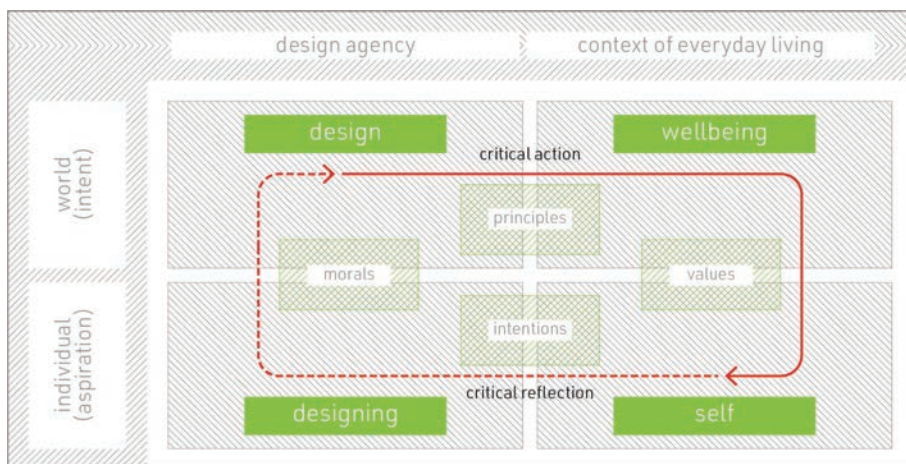 design agency
context of everyday living
world
(intent)
design
wellbeing
critical action
principles
morals
values
individual
(aspiration)
intentions
critical reflection
designing
self